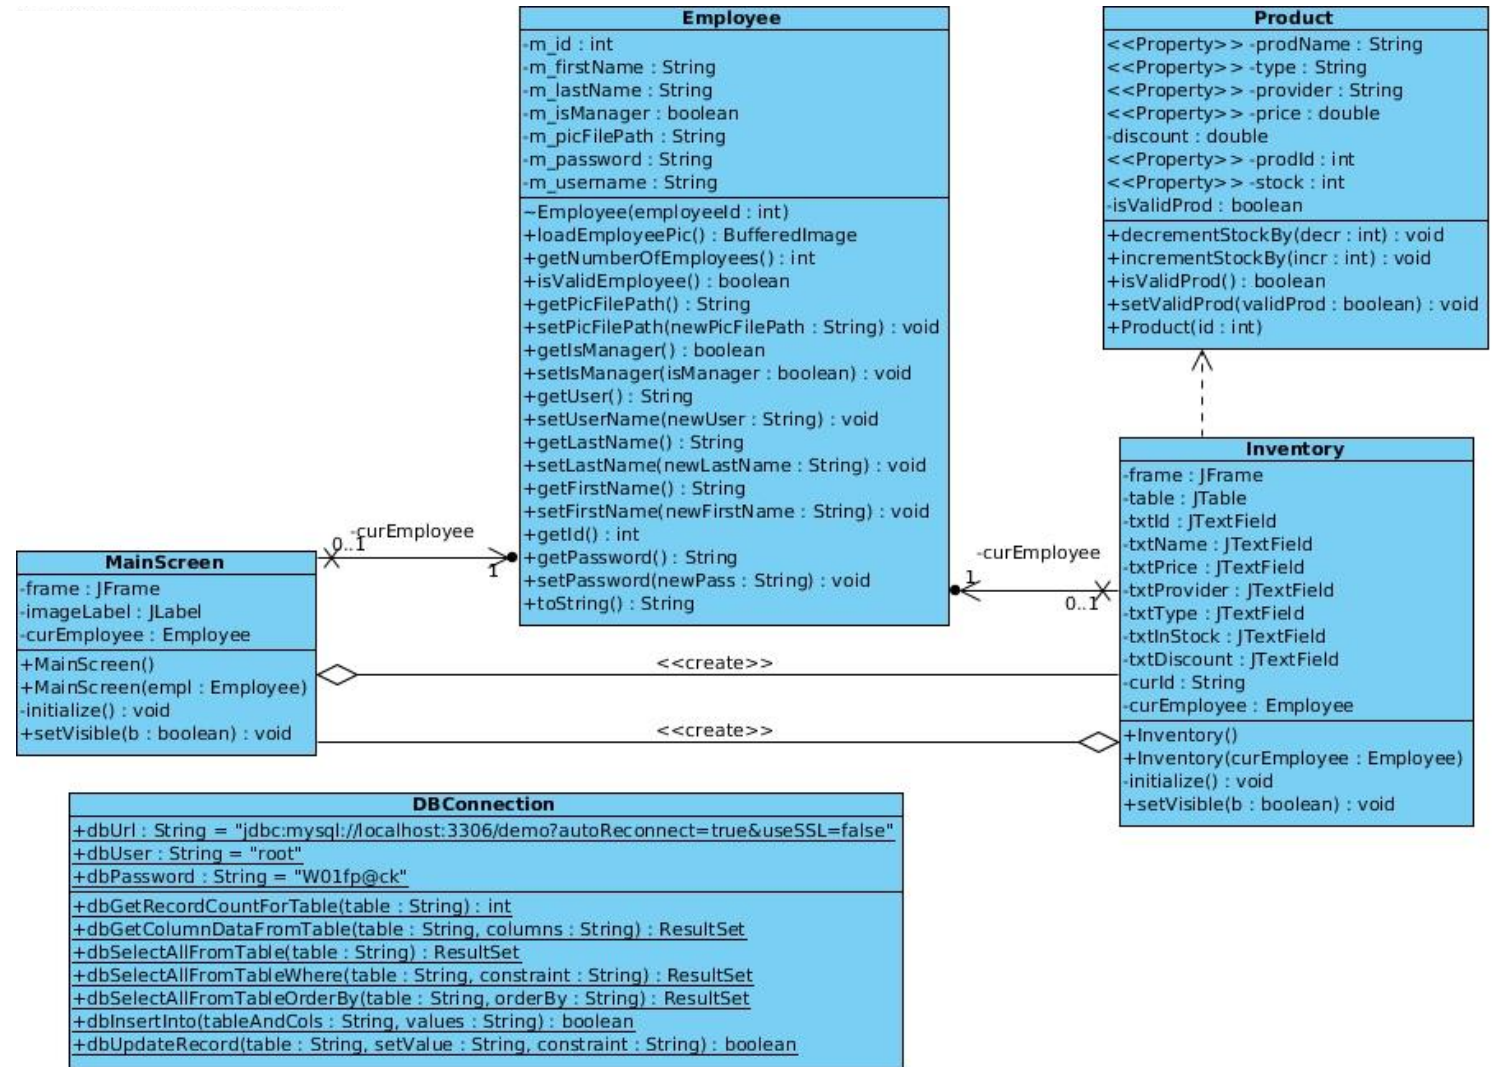 Employee
-m_id : int
-m_firstName : String
-m_lastName : String
-m_isManager : boolean
-m_picFilePath : String
-m_password : String
-m_username : String
~Employee(employeeId : int)
+loadEmployeePic() : BufferedImage
+getNumberOfEmployees() : int
+isValidEmployee() : boolean
+getPicFilePath() : String
+setPicFilePath(newPicFilePath : String) : void
+getIsManager() : boolean
+setIsManager(isManager : boolean) : void
+getUser() : String
+setUserName(newUser : String) : void
+getLastName() : String
+setLastName(newLastName : String) : void
+getFirstName() : String
+setFirstName(newFirstName : String) : void
+getId() : int
+getPassword() : String
+setPassword(newPass : String) : void
+toString() : String
Product
<<Property>> -prodName : String
<<Property>> -type : String
<<Property>> -provider : String
<<Property>> -price : double
-discount : double
<<Property>> -prodId : int
<<Property>> -stock : int
-isValidProd : boolean
+decrementStockBy(decr : int) : void
+incrementStockBy(incr : int) : void
+isValidProd() : boolean
+setValidProd(validProd : boolean) : void
+Product(id : int)
-curEmployee
0..1
1
-curEmployee
1
0..1
MainScreen
-frame : JFrame
-imageLabel : JLabel
-curEmployee : Employee
+MainScreen()
+MainScreen(empl : Employee)
-initialize() : void
+setVisible(b : boolean) : void
<<create>>
<<create>>
Inventory
-frame : JFrame
-table : JTable
-txtId : JTextField
-txtName : JTextField
-txtPrice : JTextField
-txtProvider : JTextField
-txtType : JTextField
-txtInStock : JTextField
-txtDiscount : JTextField
-curId : String
-curEmployee : Employee
+Inventory()
+Inventory(curEmployee : Employee)
-initialize() : void
+setVisible(b : boolean) : void
DBConnection
+dbUrl : String = "jdbc:mysql://localhost:3306/demo?autoReconnect=true&useSSL=false"
+dbUser : String = "root"
+dbPassword : String = "W01fp@ck"
+dbGetRecordCountForTable(table : String) : int
+dbGetColumnDataFromTable(table : String, columns : String) : ResultSet
+dbSelectAllFromTable(table : String) : ResultSet
+dbSelectAllFromTableWhere(table : String, constraint : String) : ResultSet
+dbSelectAllFromTableOrderBy(table : String, orderBy : String) : ResultSet
+dbInsertInto(tableAndCols : String, values : String) : boolean
+dbUpdateRecord(table : String, setValue : String, constraint : String) : boolean